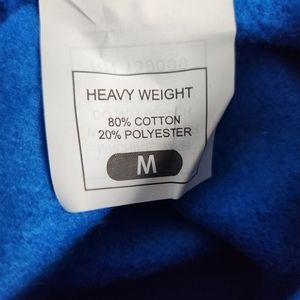 HEAVY WEIGHT
80% COTTON
20% POLYESTER
M